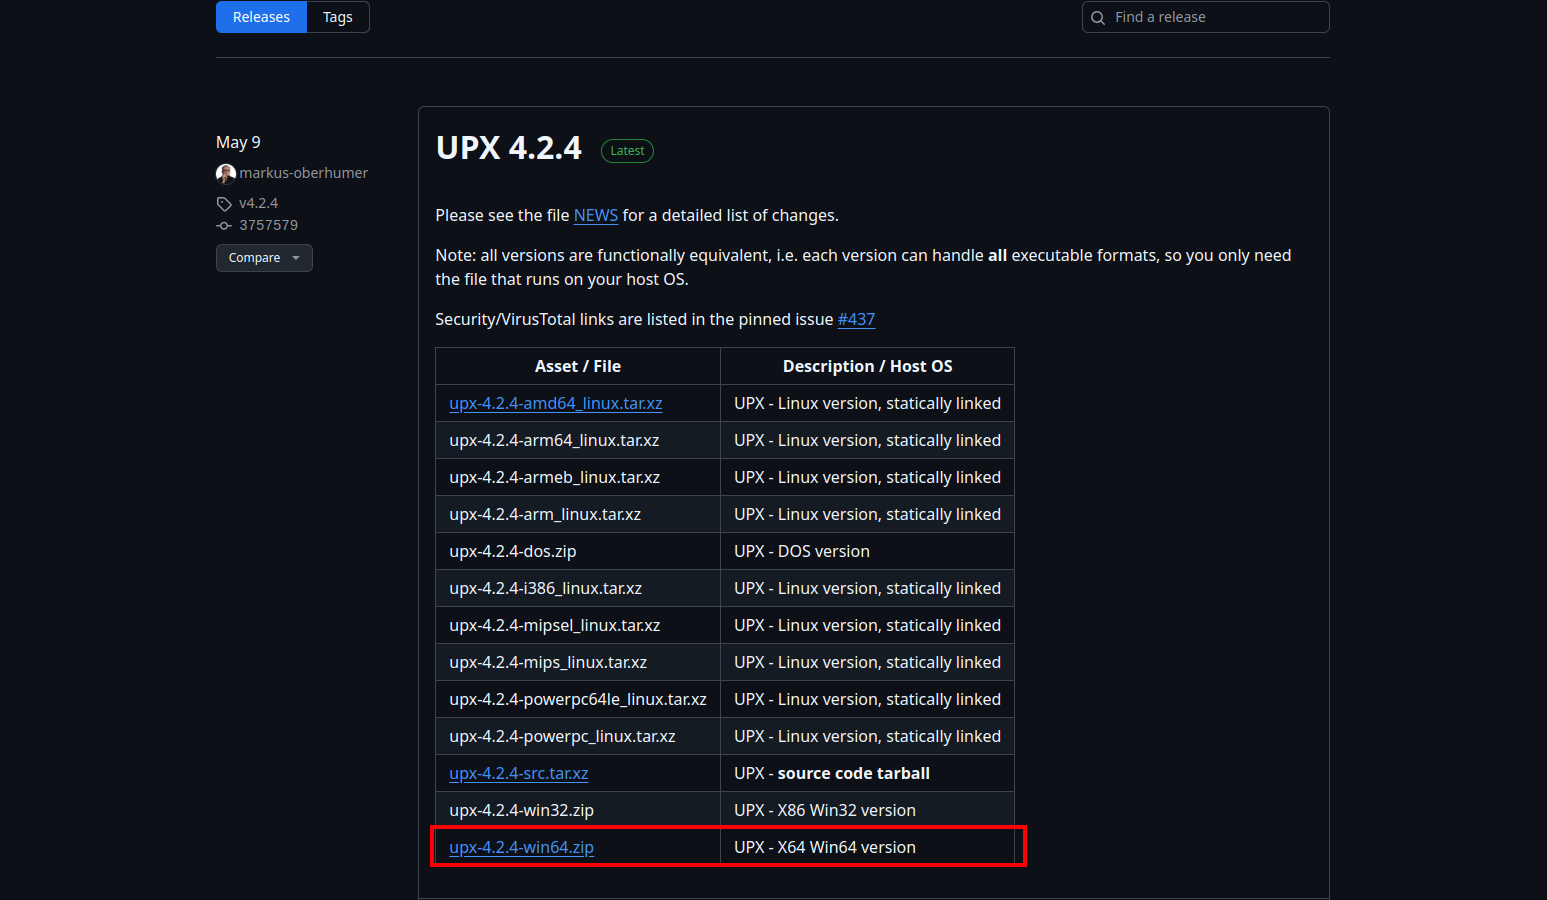 Releases Tags Find a release
May 9
markus-oberhumer
v4.2.4
3757579
Compare
UPX 4.2.4 Latest
Please see the file NEWS for a detailed list of changes.
Note: all versions are functionally equivalent, i.e. each version can handle all executable formats, so you only need
the file that runs on your host OS.
Security/VirusTotal links are listed in the pinned issue #437
Asset / File Description / Host OS
upx-4.2.4-amd64_linux.tar.xz UPX - Linux version, statically linked
upx-4.2.4-arm64_linux.tar.xz UPX - Linux version, statically linked
upx-4.2.4-armeb_linux.tar.xz UPX - Linux version, statically linked
upx-4.2.4-arm_linux.tar.xz UPX - Linux version, statically linked
upx-4.2.4-dos.zip UPX - DOS version
upx-4.2.4-i386_linux.tar.xz UPX - Linux version, statically linked
upx-4.2.4-mipsel_linux.tar.xz UPX - Linux version, statically linked
upx-4.2.4-mips_linux.tar.xz UPX - Linux version, statically linked
upx-4.2.4-powerpc64le_linux.tar.xz UPX - Linux version, statically linked
upx-4.2.4-powerpc_linux.tar.xz UPX - Linux version, statically linked
upx-4.2.4-src.tar.xz UPX - source code tarball
upx-4.2.4-win32.zip UPX - X86 Win32 version
upx-4.2.4-win64.zip UPX - X64 Win64 version